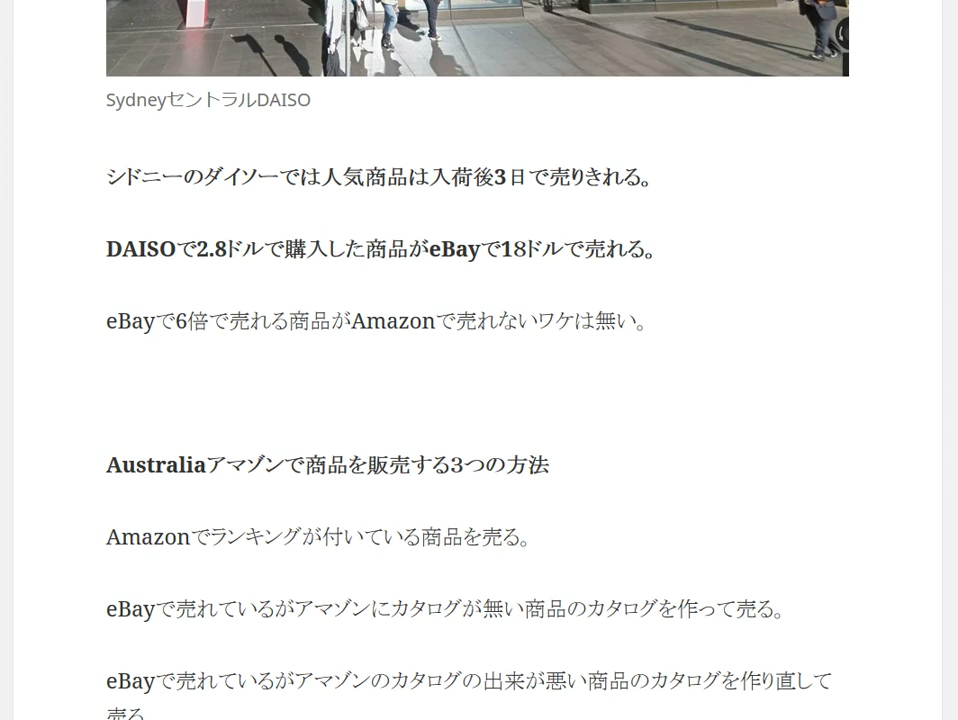 SydneyセントラルDAISO
シドニーのダイソーでは人気商品は入荷後3日で売りきれる。
DAISOで2.8ドルで購入した商品がeBayで18ドルで売れる。
eBayで6倍で売れる商品がAmazonで売れないワケは無い。
Australiaアマゾンで商品を販売する3つの方法
Amazonでランキングが付いている商品を売る。
eBayで売れているがアマゾンにカタログが無い商品のカタログを作って売る。
eBayで売れているがアマゾンのカタログの出来が悪い商品のカタログを作り直して
売る